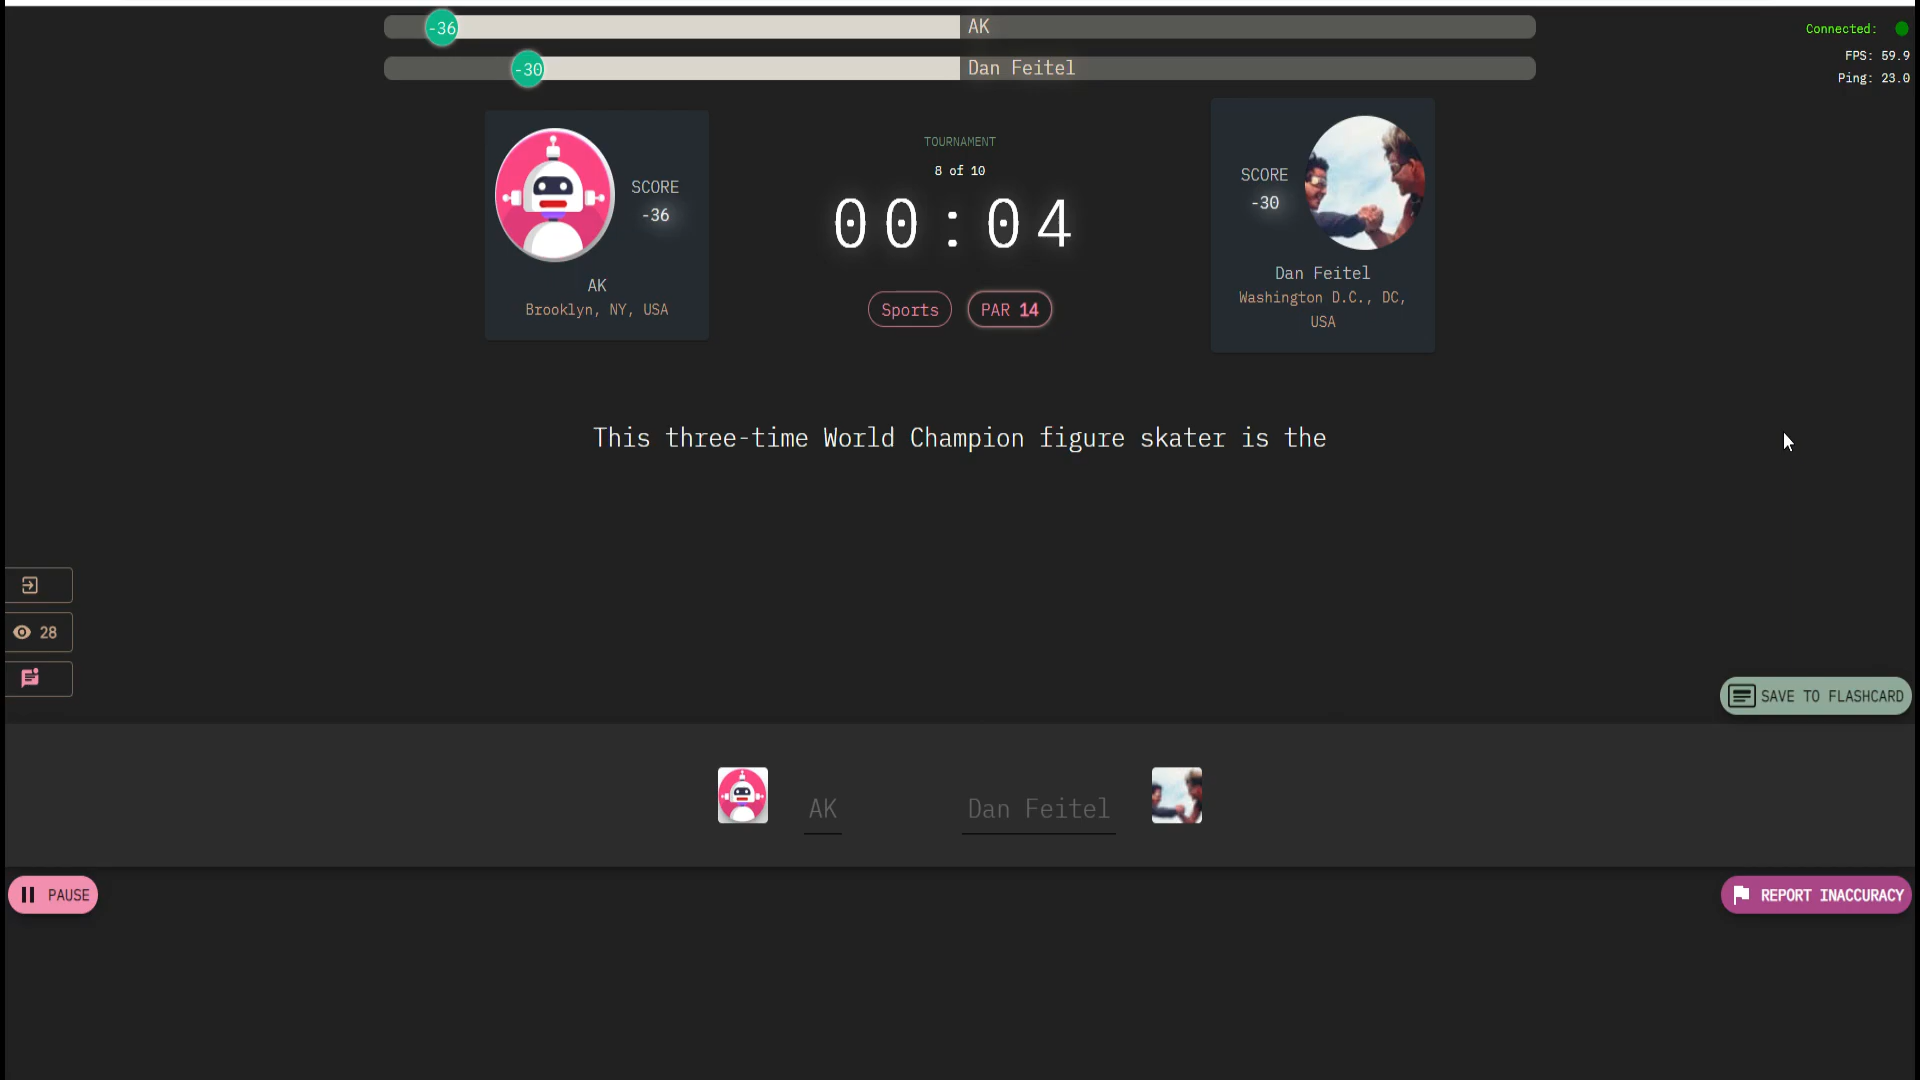 -36
AK
-30
Dan Feitel
Connected:
FPS: 59.9
Ping: 23.0
SCORE
-36
AK
Brooklyn, NY, USA
TOURNAMENT
8 of 10
00:04
Sports
PAR 14
SCORE
-30
Dan Feitel
Washington D.C., DC,
USA
This three-time World Champion figure skater is the
28
SAVE TO FLASHCARD
AK
Dan Feitel
PAUSE
REPORT INACCURACY